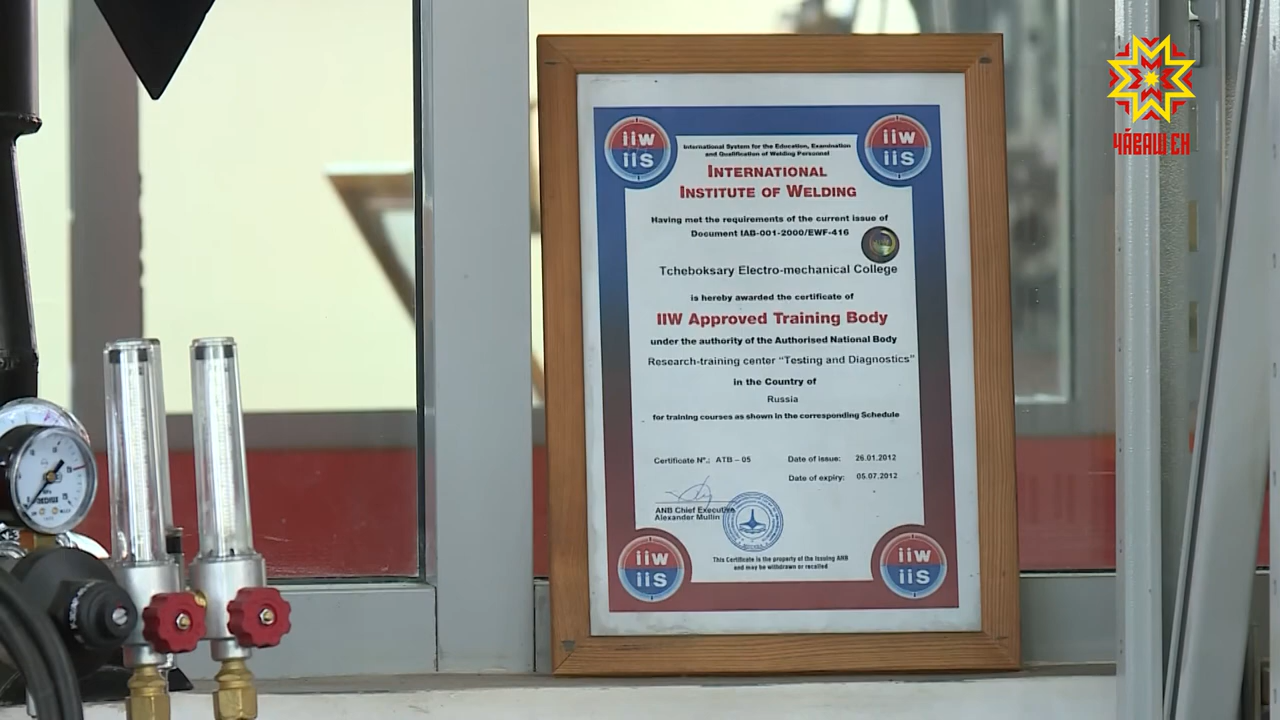 ЧӐВАШ ЕН
iiw
iis
iiw
iis
International System for the Education, Examination
and Qualification of Welding Personnel
INTERNATIONAL
INSTITUTE OF WELDING
Having met the requirements of the current issue of
Document IAB-001-2000/EWF-416
Tcheboksary Electro-mechanical College
is hereby awarded the certificate of
IIW Approved Training Body
under the authority of the Authorised National Body
Research-training center “Testing and Diagnostics”
in the Country of
Russia
for training courses as shown in the corresponding Schedule
Certificate Nº.: ATB – 05 Date of issue: 26.01.2012
Date of expiry: 05.07.2012
ANB Chief Executive
Alexander Mullin
This Certificate is the property of the issuing ANB
and may be withdrawn or recalled
iiw
iis
iiw
iis